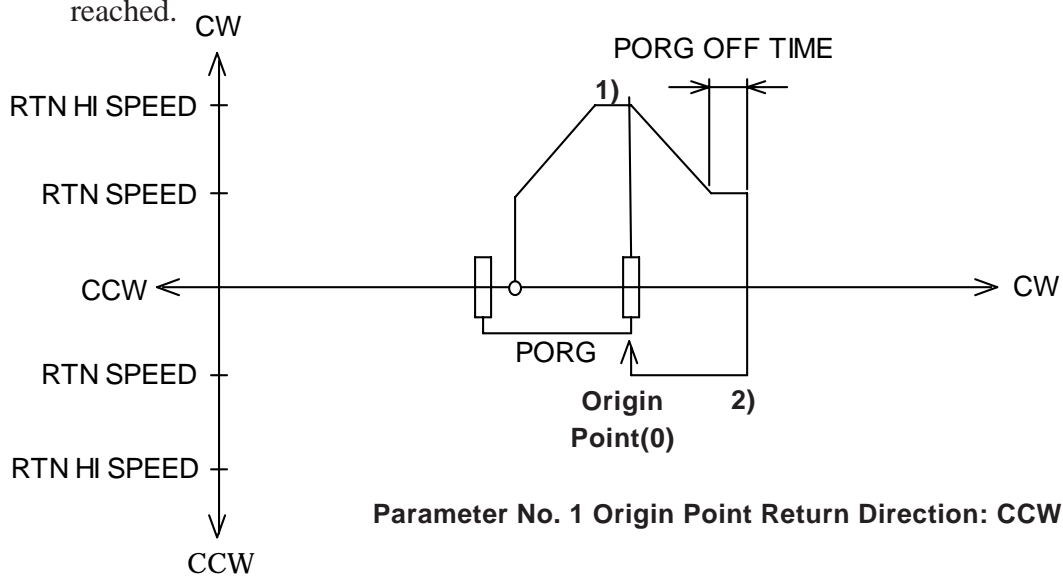 reached.
CW
PORG OFF TIME
RTN HI SPEED
1)
RTN SPEED
CCW
CW
PORG
RTN SPEED
Origin
Point(0)
2)
RTN HI SPEED
Parameter No. 1 Origin Point Return Direction: CCW
CCW